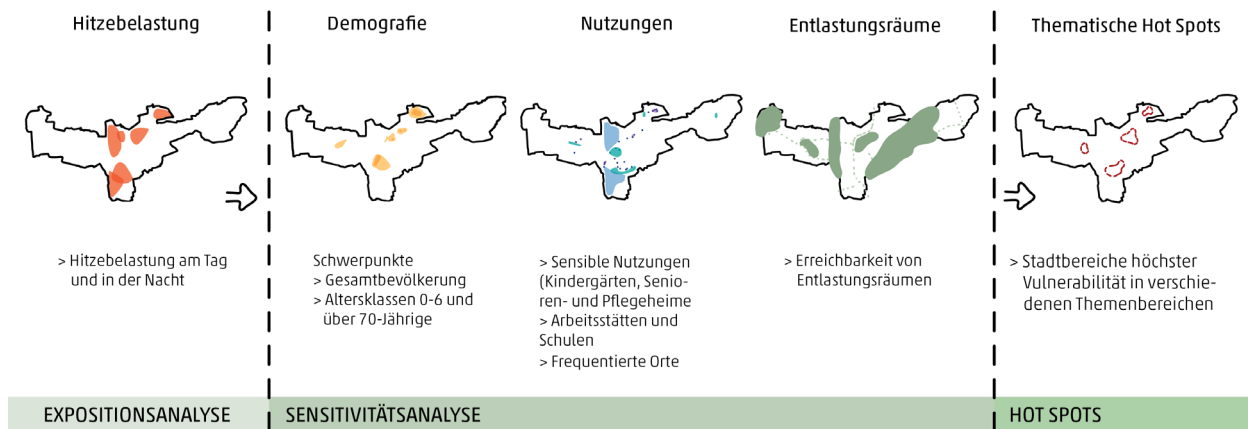 Hitzebelastung
Demografie
Nutzungen
Entlastungsräume
Thematische Hot Spots
> Hitzebelastung am Tag
und in der Nacht
Schwerpunkte
> Gesamtbevölkerung
> Altersklassen 0-6 und
über 70-Jährige
> Sensible Nutzungen
(Kindergärten, Senio-
ren- und Pflegeheime
> Arbeitsstätten und
Schulen
> Frequentierte Orte
> Erreichbarkeit von
Entlastungsräumen
> Stadtbereiche höchster
Vulnerabilität in verschie-
denen Themenbereichen
EXPOSITIONSANALYSE
SENSITIVITÄTSANALYSE
HOT SPOTS